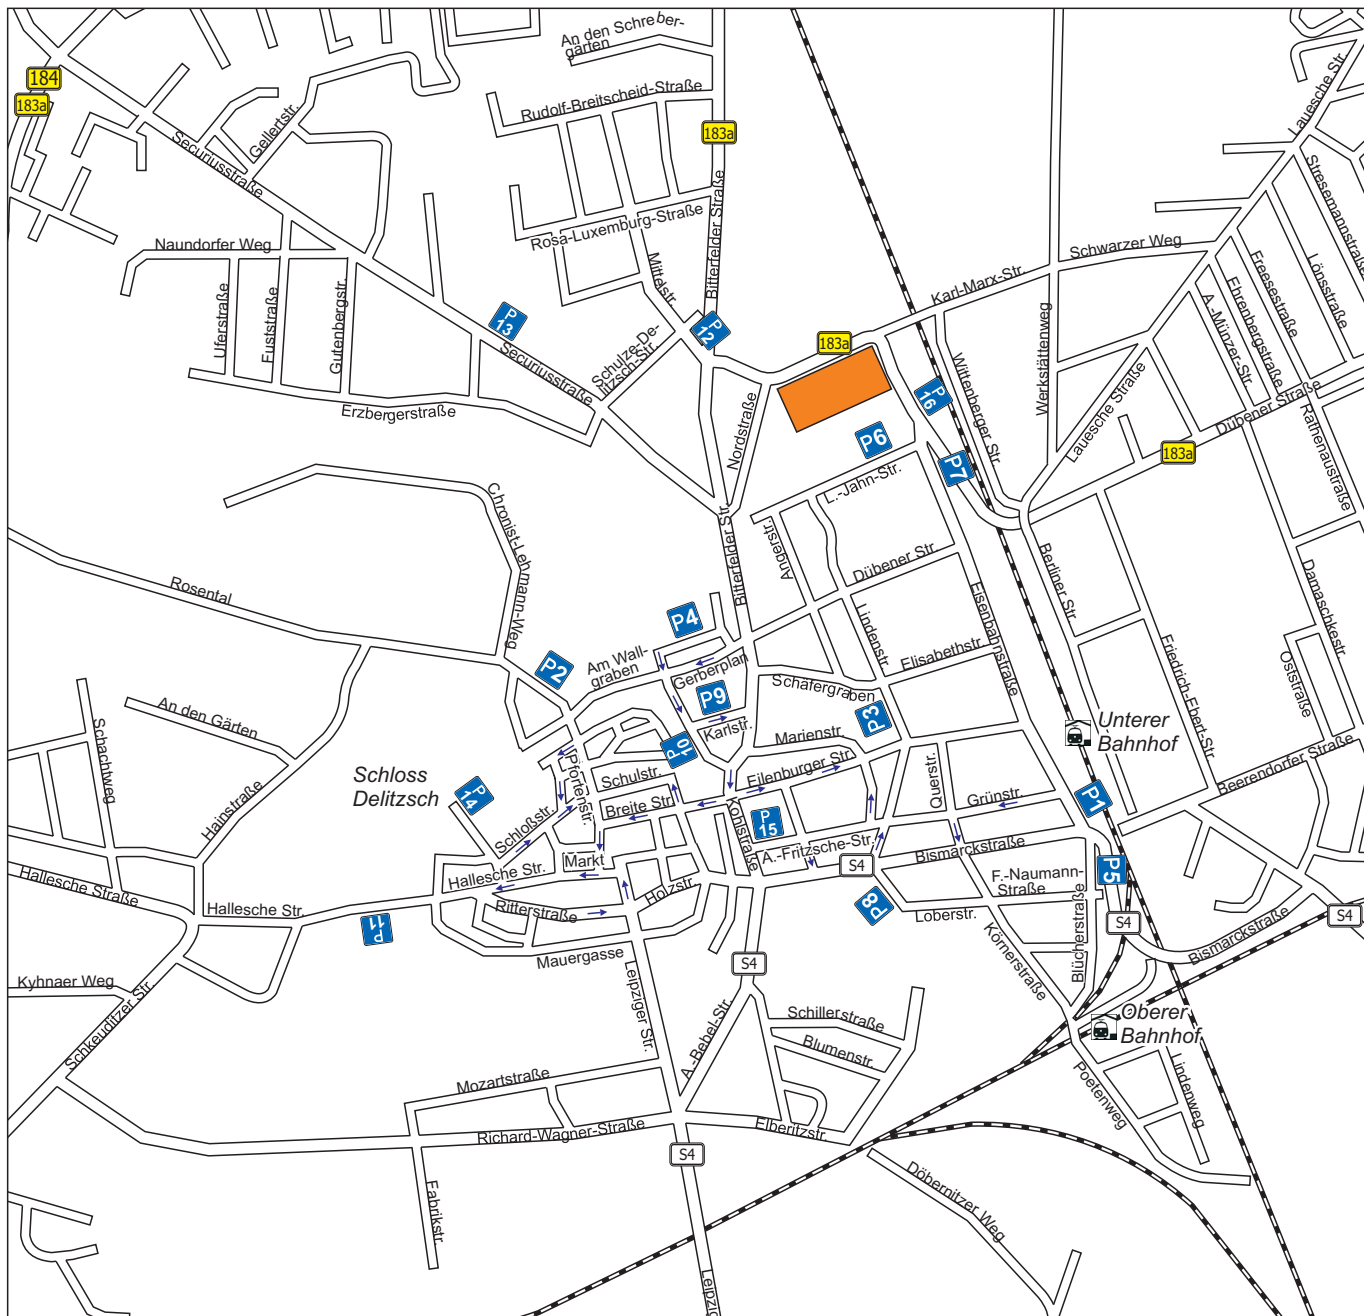 An den Schreber-
gärten
184
183a
Rudolf-Breitscheid-Straße
183a
Gellertstr.
Securiusstraße
Lauesche Str.
Stresemannstraße
Bitterfelder Straße
Rosa-Luxemburg-Straße
Naundorfer Weg
Mittelstr.
Schwarzer Weg
Karl-Marx-Str.
Lönsstraße
Freesestraße
Ehrenbergstraße
A.-Münzer-Str.
Uferstraße
Fuststraße
Gutenbergstr.
P
13
P
12
183a
Schulze-De-
litzsch-Str.
Securiusstraße
Erzbergerstraße
Werkstättenweg
Wittenberger Str.
P
16
Lauesche Straße
Dübener Straße
Rathenaustraße
Nordstraße
P6
P7
183a
L.-Jahn-Str.
Chronist-Lehmann-Weg
Bitterfelder Str.
Angerstr.
Dübener Str.
Berliner Str.
Rosental
Eisenbahnstraße
Damaschkestr.
P4
Lindenstr.
Elisabethstr.
Friedrich-Ebert-Str.
Oststraße
Am Wall-
graben
Gerberplan
P2
Schäfergraben
P9
P3
An den Gärten
Karlstr.
Marienstr.
Unterer
Bahnhof
Schachtweg
P
10
Pfortenstr.
Schulstr.
Eilenburger Str.
Querstr.
Beerendorfer Straße
Schloss
Delitzsch
P
14
Hainstraße
Breite Str.
Kohlstraße
P
15
Grünstr.
P1
Schloßstr.
A.-Fritzsche-Str.
Bismarckstraße
Markt
S4
Hallesche Straße
Hallesche Str.
F.-Naumann-
Straße
P5
Holzstr.
P8
Ritterstraße
Loberstr.
Hallesche Str.
P
11
S4
S4
Blücherstraße
Bismarckstraße
Mauergasse
Körnerstraße
S4
Kyhnaer Weg
Leipziger Str.
Schkeuditzer Str.
A.-Bebel-Str.
Schillerstraße
Oberer
Bahnhof
Blumenstr.
Mozartstraße
Poetenweg
Lindenweg
Richard-Wagner-Straße
Elberitzstr.
S4
Fabrikstr.
Döbernitzer Weg
Leipzig